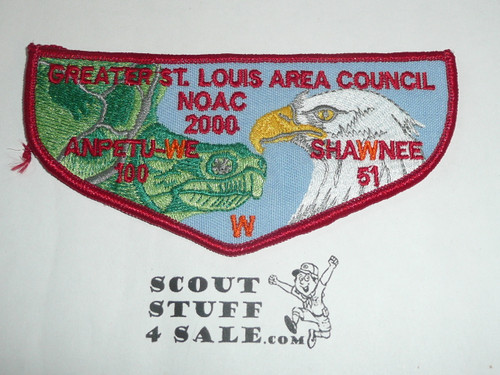 GREATER ST. LOUIS AREA COUNCIL
NOAC
2000
ANPETU-WE SHAWNEE
100 51
W
SCOUT
STUFF
4 SALE.COM